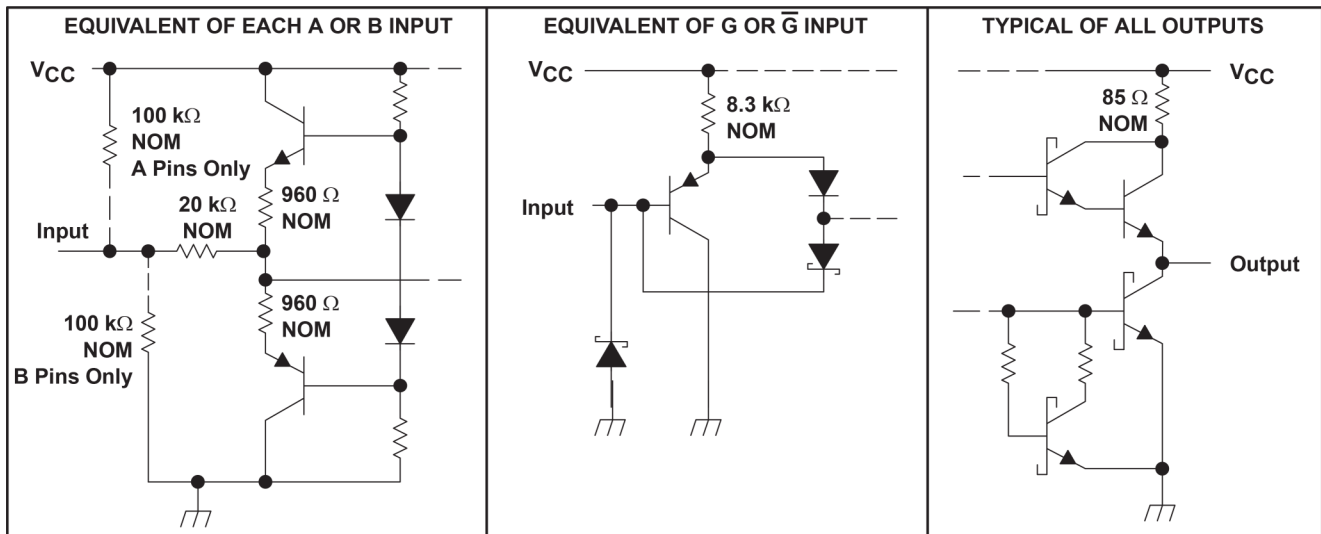 EQUIVALENT OF EACH A OR B INPUT
VCC
100 kΩ
NOM
A Pins Only
20 kΩ
NOM
960 Ω
NOM
Input
960 Ω
NOM
100 kΩ
NOM
B Pins Only
EQUIVALENT OF G OR G̅ INPUT
VCC
8.3 kΩ
NOM
Input
TYPICAL OF ALL OUTPUTS
VCC
85 Ω
NOM
Output